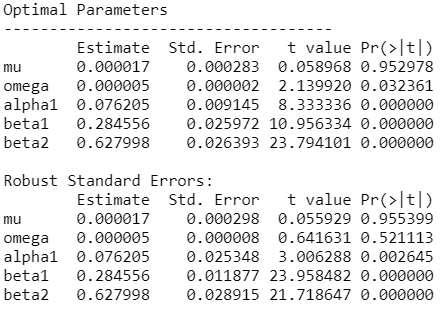 Optimal Parameters
------------------------------------
Estimate Std. Error t value Pr(>|t|)
mu 0.000017 0.000283 0.058968 0.952978
omega 0.000005 0.000002 2.139920 0.032361
alpha1 0.076205 0.009145 8.333336 0.000000
beta1 0.284556 0.025972 10.956334 0.000000
beta2 0.627998 0.026393 23.794101 0.000000
Robust Standard Errors:
Estimate Std. Error t value Pr(>|t|)
mu 0.000017 0.000298 0.055929 0.955399
omega 0.000005 0.000008 0.641631 0.521113
alpha1 0.076205 0.025348 3.006288 0.002645
beta1 0.284556 0.011877 23.958482 0.000000
beta2 0.627998 0.028915 21.718647 0.000000